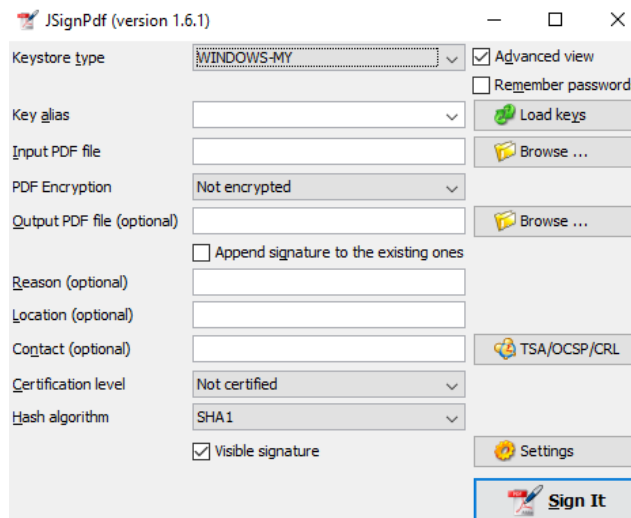 JSignPdf (version 1.6.1)
Keystore type WINDOWS-MY Advanced view
Remember password
Key alias Load keys
Input PDF file Browse ...
PDF Encryption Not encrypted
Output PDF file (optional) Browse ...
Append signature to the existing ones
Reason (optional)
Location (optional)
Contact (optional) TSA/OCSP/CRL
Certification level Not certified
Hash algorithm SHA1
Visible signature Settings
Sign It